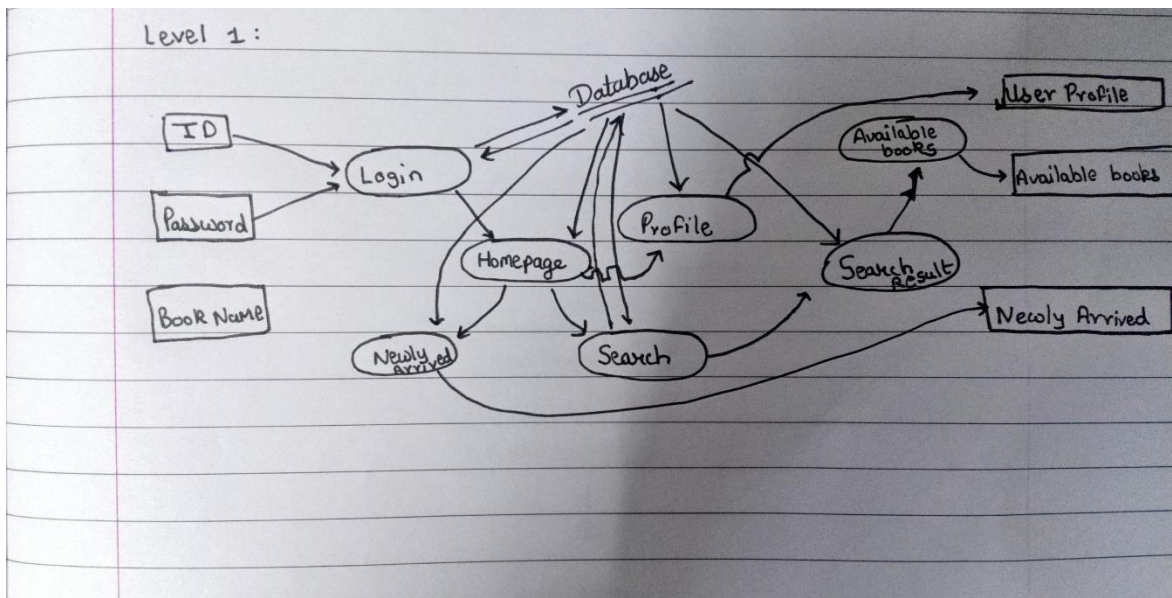 Level 1:
Database
User Profile
ID
Available
books
Login
Available books
Password
Profile
Homepage
Search
Result
Book Name
Newly Arrived
Newly
Arrived
Search